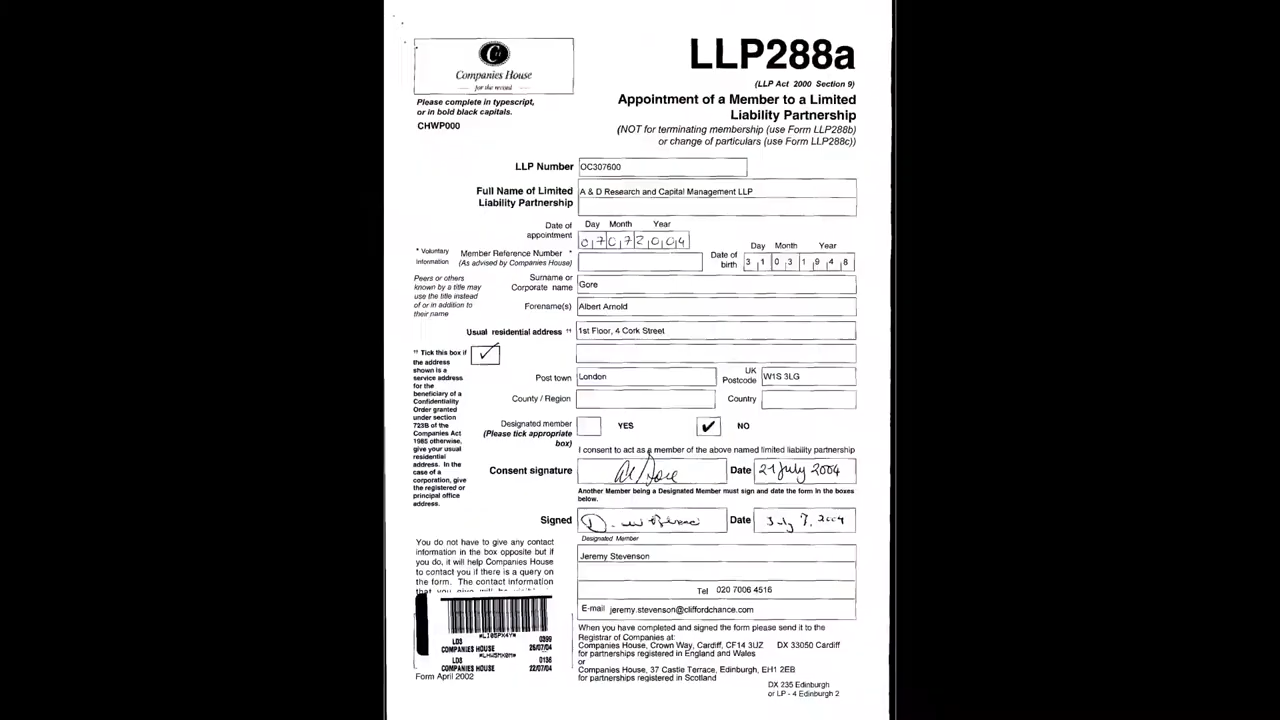 LLP288a
Companies House
for the record
(LLP Act 2000 Section 9)
Please complete in typescript,
or in bold black capitals.
CHWP000
Appointment of a Member to a Limited
Liability Partnership
(NOT for terminating membership (use Form LLP288b)
or change of particulars (use Form LLP288c))
LLP Number OC307600
Full Name of Limited
Liability Partnership
A & D Research and Capital Management LLP
Day Month Year
Date of
appointment
0 7 0 7 2 0 0 4
* Voluntary
Information
Member Reference Number *
(As advised by Companies House)
Day Month Year
Date of
birth
3 1 0 3 1 9 4 8
Peers or others
known by a title may
use the title instead
of or in addition to
their name
Surname or
Corporate name
Gore
Forename(s) Albert Arnold
Usual residential address †† 1st Floor, 4 Cork Street
†† Tick this box if
the address
shown is a
service address
for the
beneficiary of a
Confidentiality
Order granted
under section
723B of the
Companies Act
1985 otherwise,
give your usual
residential
address. In the
case of a
corporation, give
the registered or
principal office
address.
✓
Post town London
UK
Postcode
W1S 3LG
County / Region
Country
Designated member
(Please tick appropriate
box)
YES
✔ NO
I consent to act as a member of the above named limited liability partnership
Consent signature Al Gore Date 21 July 2004
Another Member being a Designated Member must sign and date the form in the boxes
below.
Signed Date July 7, 2004
Designated Member
You do not have to give any contact
information in the box opposite but if
you do, it will help Companies House
to contact you if there is a query on
the form. The contact information
that you give will be visible
Jeremy Stevenson
Tel 020 7006 4516
E-mail jeremy.stevenson@cliffordchance.com
LDS 0399
COMPANIES HOUSE 26/07/04
LDS 0136
COMPANIES HOUSE 22/07/04
Form April 2002
When you have completed and signed the form please send it to the
Registrar of Companies at:
Companies House, Crown Way, Cardiff, CF14 3UZ DX 33050 Cardiff
for partnerships registered in England and Wales
or
Companies House, 37 Castle Terrace, Edinburgh, EH1 2EB
for partnerships registered in Scotland
DX 235 Edinburgh
or LP - 4 Edinburgh 2